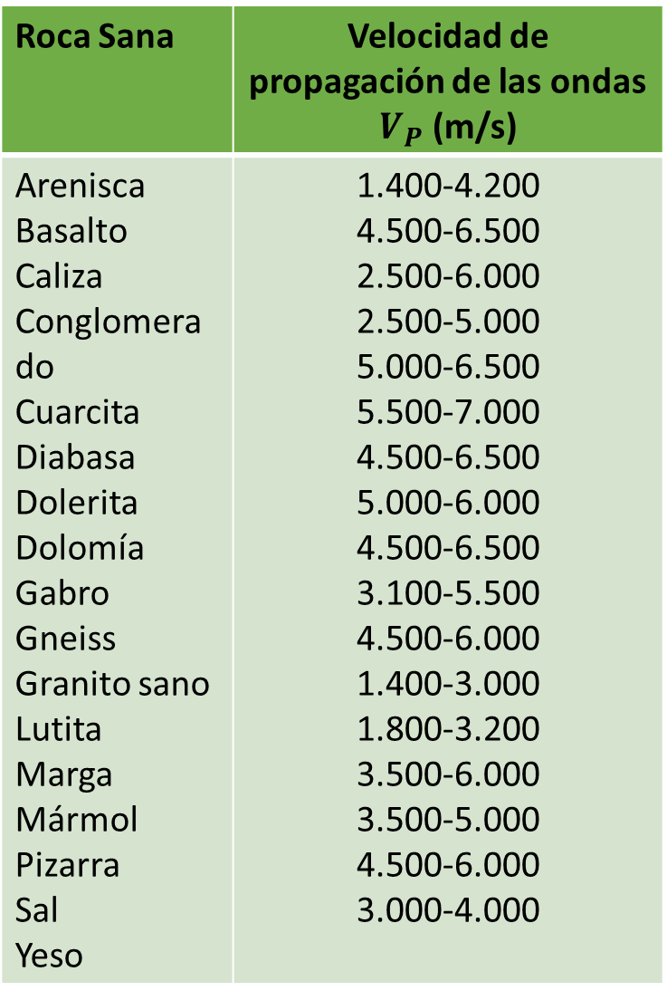 Roca Sana
Velocidad de
propagación de las ondas
V_P (m/s)
Arenisca 1.400-4.200
Basalto 4.500-6.500
Caliza 2.500-6.000
Conglomera 2.500-5.000
do 5.000-6.500
Cuarcita 5.500-7.000
Diabasa 4.500-6.500
Dolerita 5.000-6.000
Dolomía 4.500-6.500
Gabro 3.100-5.500
Gneiss 4.500-6.000
Granito sano 1.400-3.000
Lutita 1.800-3.200
Marga 3.500-6.000
Mármol 3.500-5.000
Pizarra 4.500-6.000
Sal 3.000-4.000
Yeso